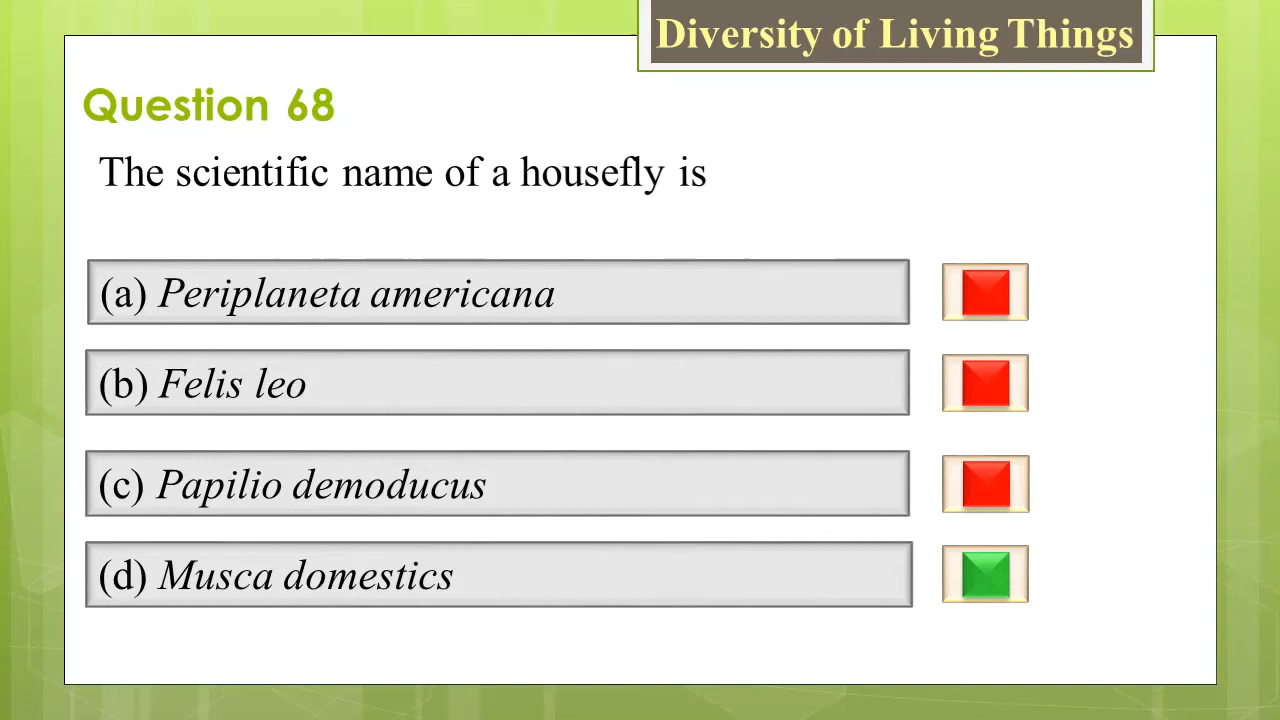 Diversity of Living Things
Question 68
The scientific name of a housefly is
(a) Periplaneta americana
(b) Felis leo
(c) Papilio demoducus
(d) Musca domestics